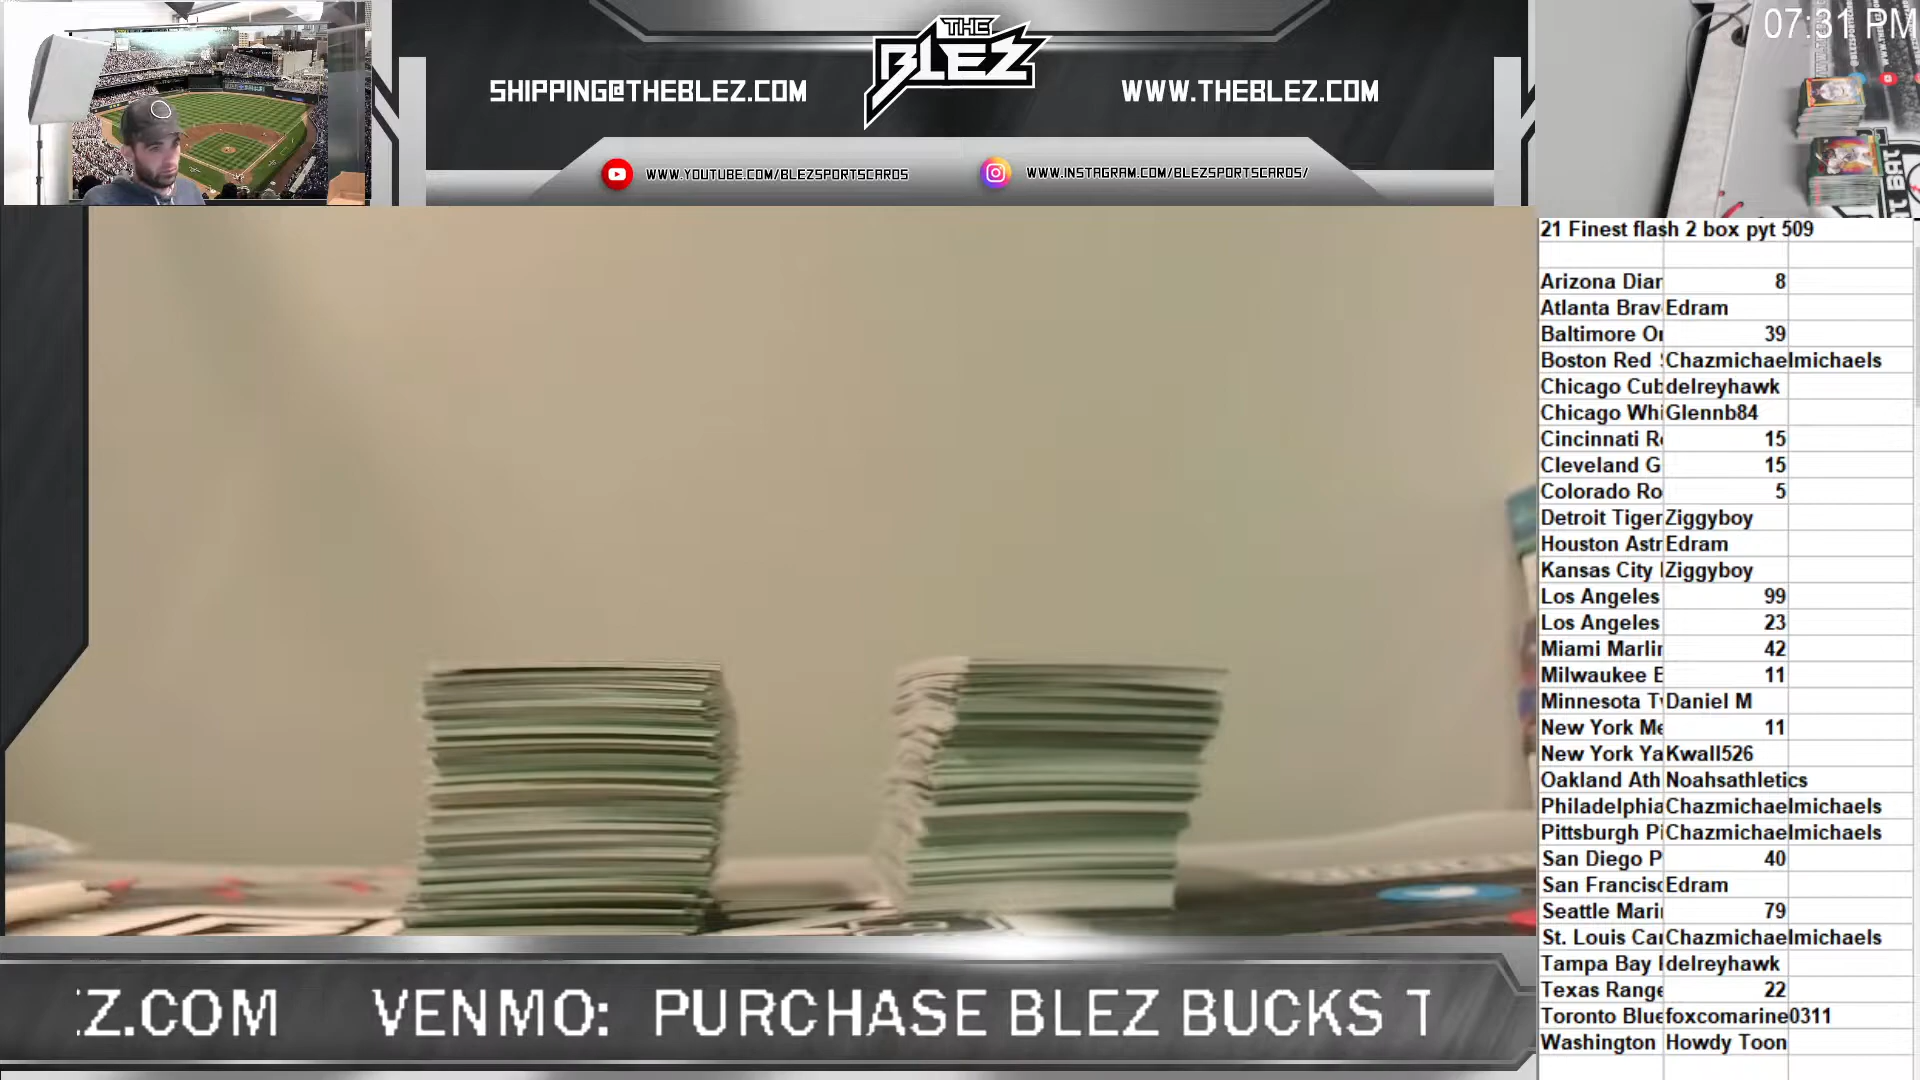 THE
BLEZ
SHIPPING@THEBLEZ.COM
WWW.THEBLEZ.COM
WWW.YOUTUBE.COM/BLEZSPORTSCARDS
WWW.INSTAGRAM.COM/BLEZSPORTSCARDS/
07:31 PM
21 Finest flash 2 box pyt 509
Arizona Diar 8
Atlanta Brav Edram
Baltimore Or 39
Boston Red S Chazmichaelmichaels
Chicago Cub delreyhawk
Chicago Whi Glennb84
Cincinnati Re 15
Cleveland G 15
Colorado Ro 5
Detroit Tiger Ziggyboy
Houston Astr Edram
Kansas City Ziggyboy
Los Angeles 99
Los Angeles 23
Miami Marlin 42
Milwaukee B 11
Minnesota Tw Daniel M
New York Me 11
New York Ya Kwall526
Oakland Ath Noahsathletics
Philadelphia Chazmichaelmichaels
Pittsburgh Pi Chazmichaelmichaels
San Diego P 40
San Francisc Edram
Seattle Mari 79
St. Louis Car Chazmichaelmichaels
Tampa Bay delreyhawk
Texas Range 22
Toronto Blue foxcomarine0311
Washington Howdy Toon
Z.COM VENMO: PURCHASE BLEZ BUCKS T